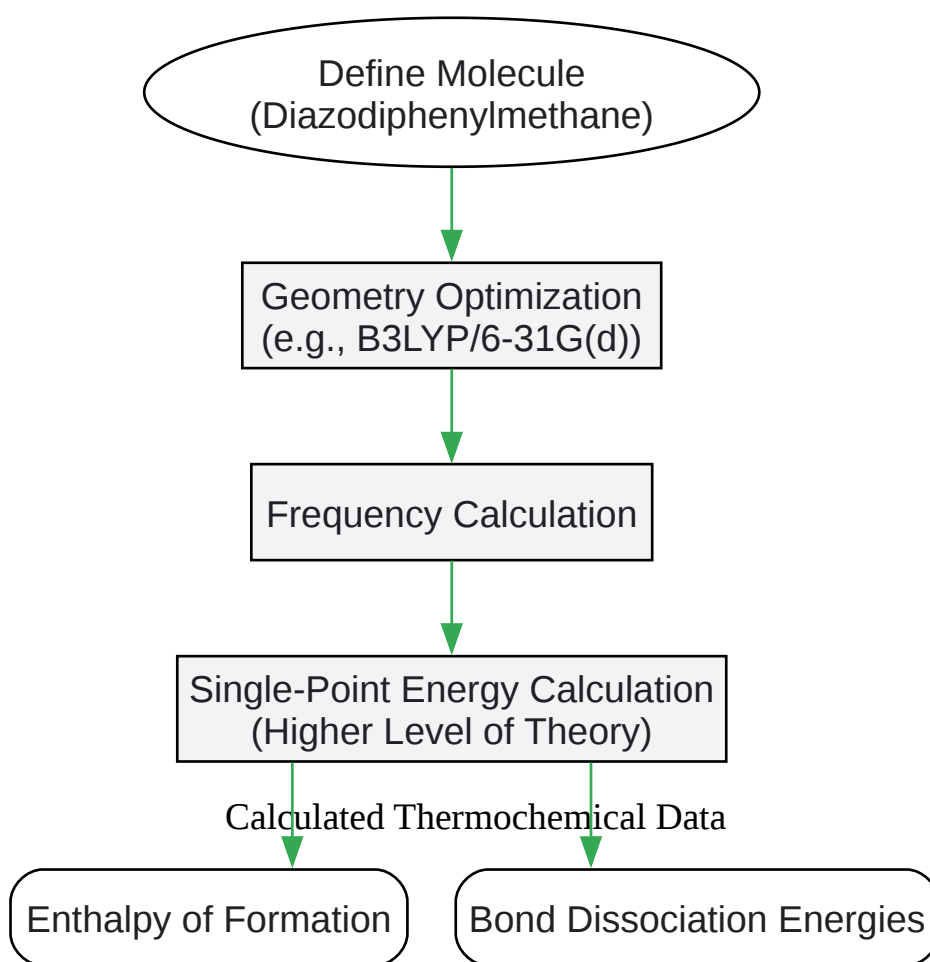 Define Molecule
(Diazodiphenylmethane)
Geometry Optimization
(e.g., B3LYP/6-31G(d))
Frequency Calculation
Single-Point Energy Calculation
(Higher Level of Theory)
Calculated Thermochemical Data
Enthalpy of Formation
Bond Dissociation Energies